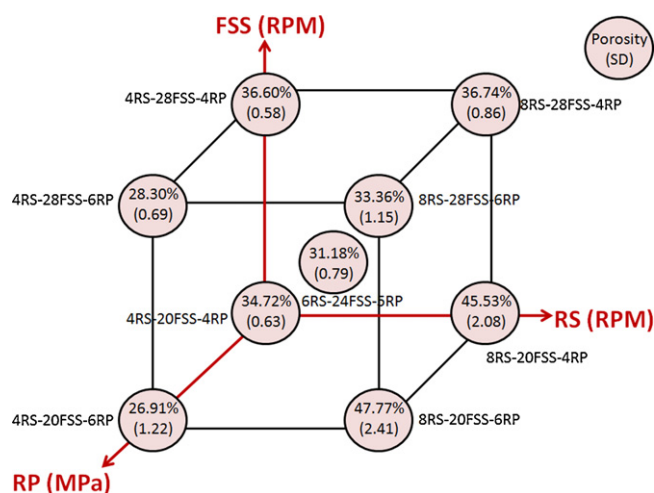 FSS (RPM)
Porosity
(SD)
4RS-28FSS-4RP
36.60%
(0.58)
36.74%
(0.86)
8RS-28FSS-4RP
4RS-28FSS-6RP
28.30%
(0.69)
33.36%
(1.15)
8RS-28FSS-6RP
31.18%
(0.79)
6RS-24FSS-5RP
4RS-20FSS-4RP
34.72%
(0.63)
45.53%
(2.08)
RS (RPM)
8RS-20FSS-4RP
4RS-20FSS-6RP
26.91%
(1.22)
47.77%
(2.41)
8RS-20FSS-6RP
RP (MPa)